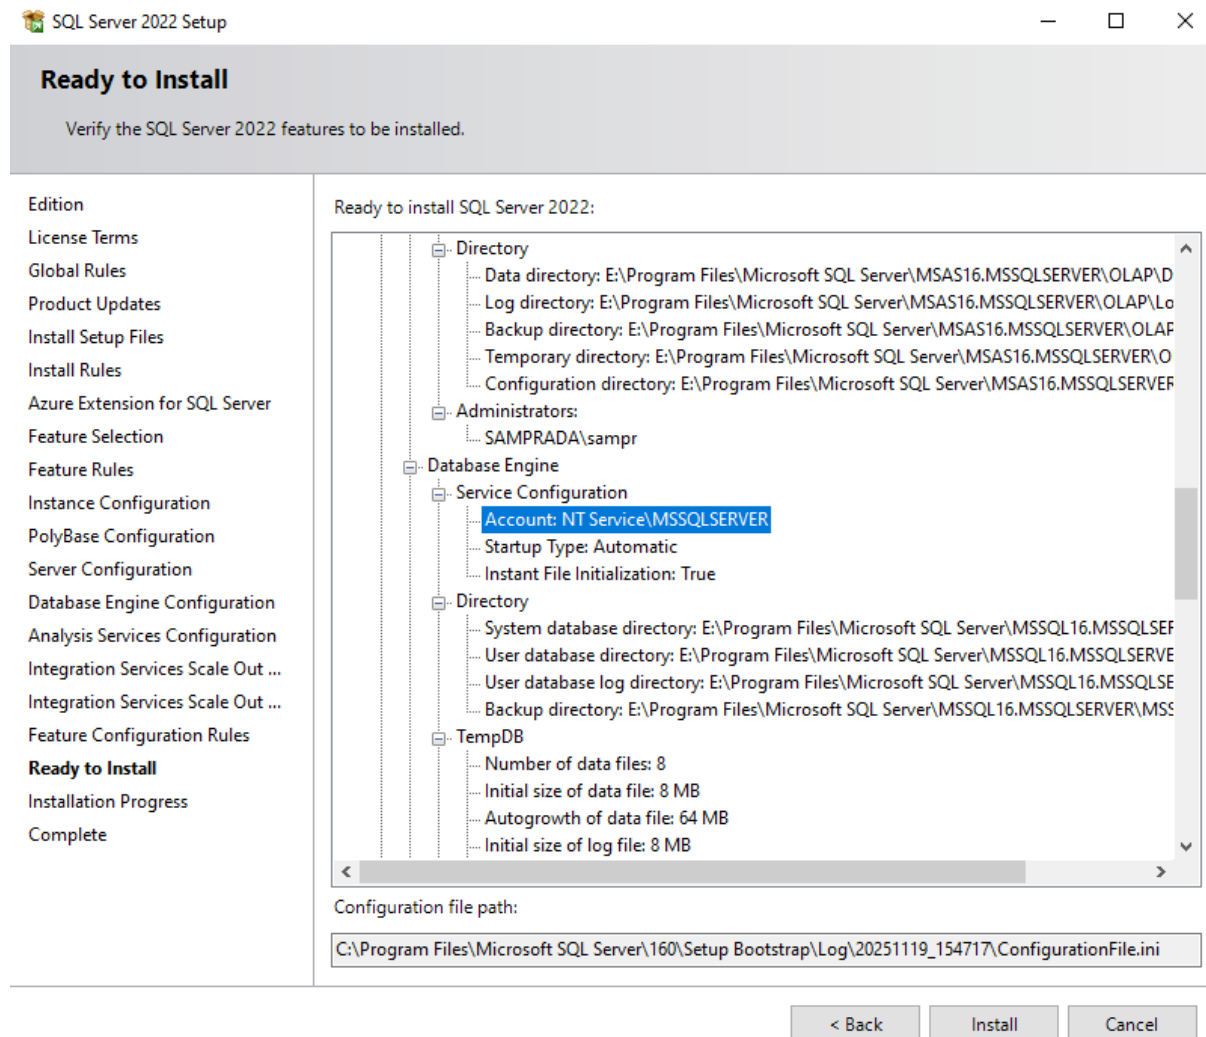 SQL Server 2022 Setup
Ready to Install
Verify the SQL Server 2022 features to be installed.
Edition
License Terms
Global Rules
Product Updates
Install Setup Files
Install Rules
Azure Extension for SQL Server
Feature Selection
Feature Rules
Instance Configuration
PolyBase Configuration
Server Configuration
Database Engine Configuration
Analysis Services Configuration
Integration Services Scale Out ...
Integration Services Scale Out ...
Feature Configuration Rules
Ready to Install
Installation Progress
Complete
Ready to install SQL Server 2022:
Directory
Data directory: E:\Program Files\Microsoft SQL Server\MSAS16.MSSQLSERVER\OLAP\D
Log directory: E:\Program Files\Microsoft SQL Server\MSAS16.MSSQLSERVER\OLAP\Lo
Backup directory: E:\Program Files\Microsoft SQL Server\MSAS16.MSSQLSERVER\OLAP
Temporary directory: E:\Program Files\Microsoft SQL Server\MSAS16.MSSQLSERVER\O
Configuration directory: E:\Program Files\Microsoft SQL Server\MSAS16.MSSQLSERVER
Administrators:
SAMPRADA\sampr
Database Engine
Service Configuration
Account: NT Service\MSSQLSERVER
Startup Type: Automatic
Instant File Initialization: True
Directory
System database directory: E:\Program Files\Microsoft SQL Server\MSSQL16.MSSQLSER
User database directory: E:\Program Files\Microsoft SQL Server\MSSQL16.MSSQLSERVE
User database log directory: E:\Program Files\Microsoft SQL Server\MSSQL16.MSSQLSE
Backup directory: E:\Program Files\Microsoft SQL Server\MSSQL16.MSSQLSERVER\MSS
TempDB
Number of data files: 8
Initial size of data file: 8 MB
Autogrowth of data file: 64 MB
Initial size of log file: 8 MB
Configuration file path:
C:\Program Files\Microsoft SQL Server\160\Setup Bootstrap\Log\20251119_154717\ConfigurationFile.ini
< Back
Install
Cancel